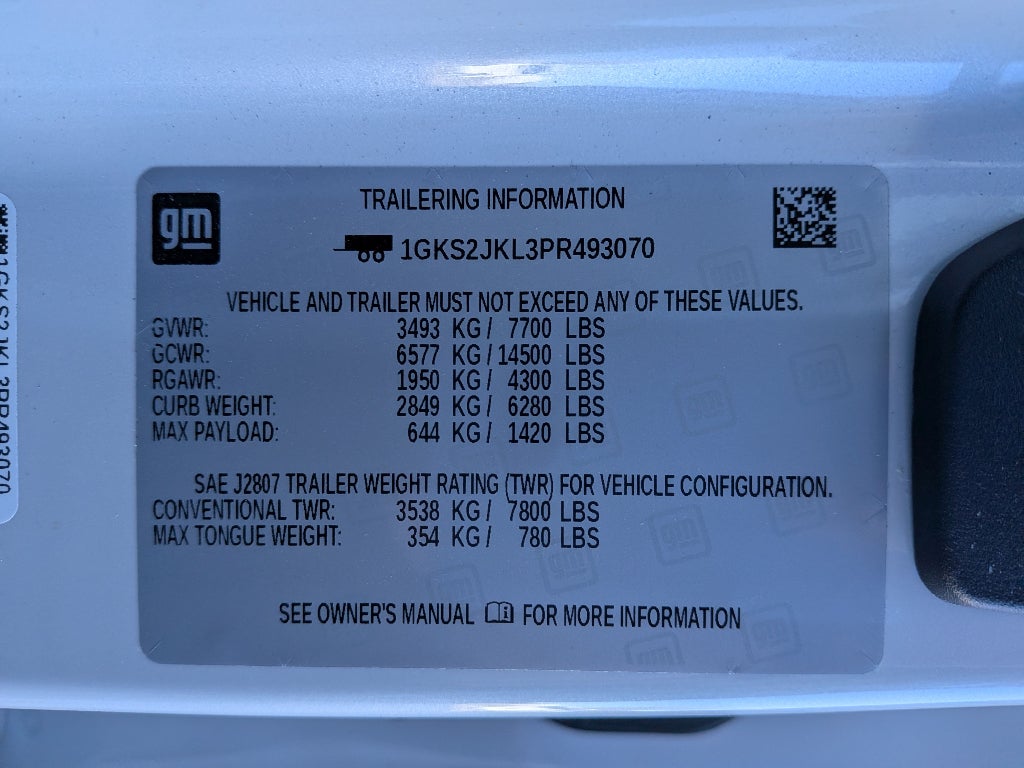 gm
TRAILERING INFORMATION
1GKS2JKL3PR493070
VEHICLE AND TRAILER MUST NOT EXCEED ANY OF THESE VALUES.
GVWR: 3493 KG / 7700 LBS
GCWR: 6577 KG / 14500 LBS
RGAWR: 1950 KG / 4300 LBS
CURB WEIGHT: 2849 KG / 6280 LBS
MAX PAYLOAD: 644 KG / 1420 LBS
SAE J2807 TRAILER WEIGHT RATING (TWR) FOR VEHICLE CONFIGURATION.
CONVENTIONAL TWR: 3538 KG / 7800 LBS
MAX TONGUE WEIGHT: 354 KG / 780 LBS
SEE OWNER'S MANUAL FOR MORE INFORMATION
1GKS2JKL3PR493070